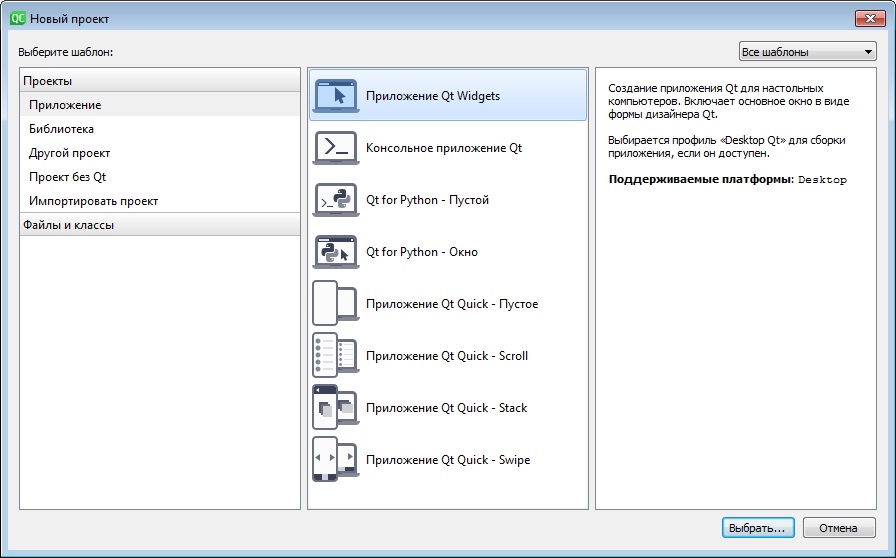 QC Новый проект
Выберите шаблон:
Все шаблоны
Проекты
Приложение
Библиотека
Другой проект
Проект без Qt
Импортировать проект
Файлы и классы
Приложение Qt Widgets
Консольное приложение Qt
Qt for Python - Пустой
Qt for Python - Окно
Приложение Qt Quick - Пустое
Приложение Qt Quick - Scroll
Приложение Qt Quick - Stack
Приложение Qt Quick - Swipe
Создание приложения Qt для настольных
компьютеров. Включает основное окно в виде
формы дизайнера Qt.
Выбирается профиль «Desktop Qt» для сборки
приложения, если он доступен.
Поддерживаемые платформы: Desktop
Выбрать...
Отмена